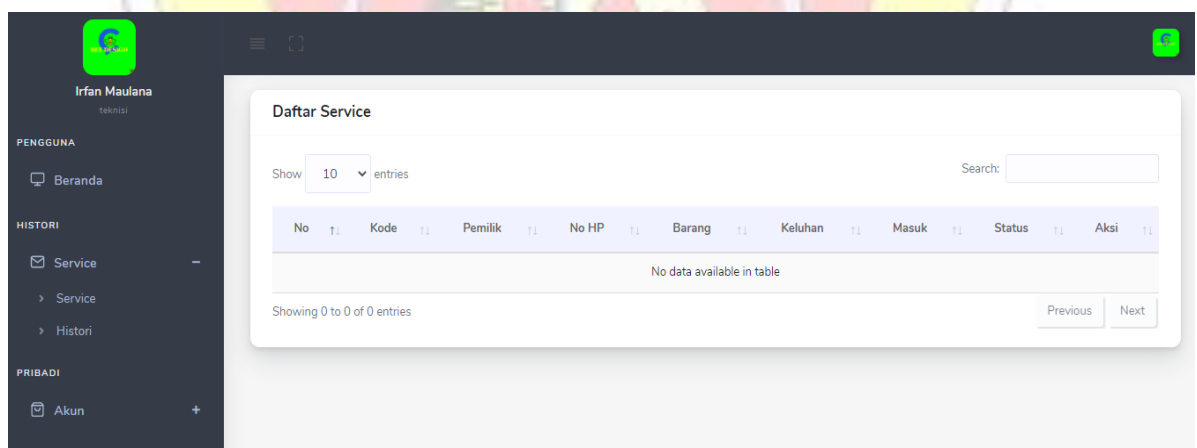 Irfan Maulana
teknisi
PENGGUNA
Beranda
HISTORI
Service
Service
Histori
PRIBADI
Akun
Daftar Service
Show 10 entries
Search:
No Kode Pemilik No HP Barang Keluhan Masuk Status Aksi
No data available in table
Showing 0 to 0 of 0 entries
Previous Next